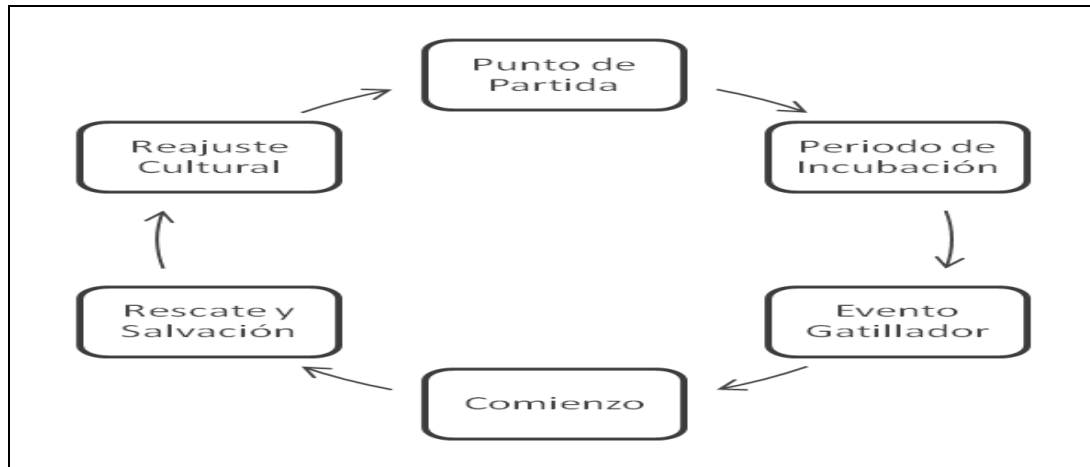 Punto de
Partida
Periodo de
Incubación
Evento
Gatillador
Comienzo
Rescate y
Salvación
Reajuste
Cultural